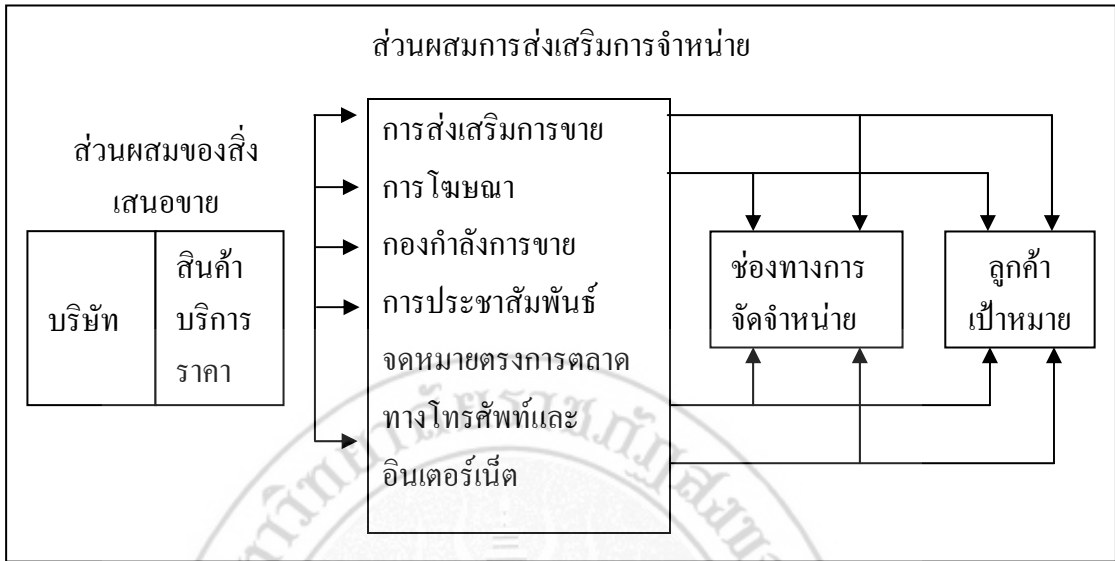 ส่วนผสมการส่งเสริมการจำหน่าย
ส่วนผสมของสิ่ง
เสนอขาย
บริษัท
สินค้า
บริการ
ราคา
การส่งเสริมการขาย
การโฆษณา
กองกำลังการขาย
การประชาสัมพันธ์
จดหมายตรงการตลาด
ทางโทรศัพท์และ
อินเตอร์เน็ต
ช่องทางการ
จัดจำหน่าย
ลูกค้า
เป้าหมาย